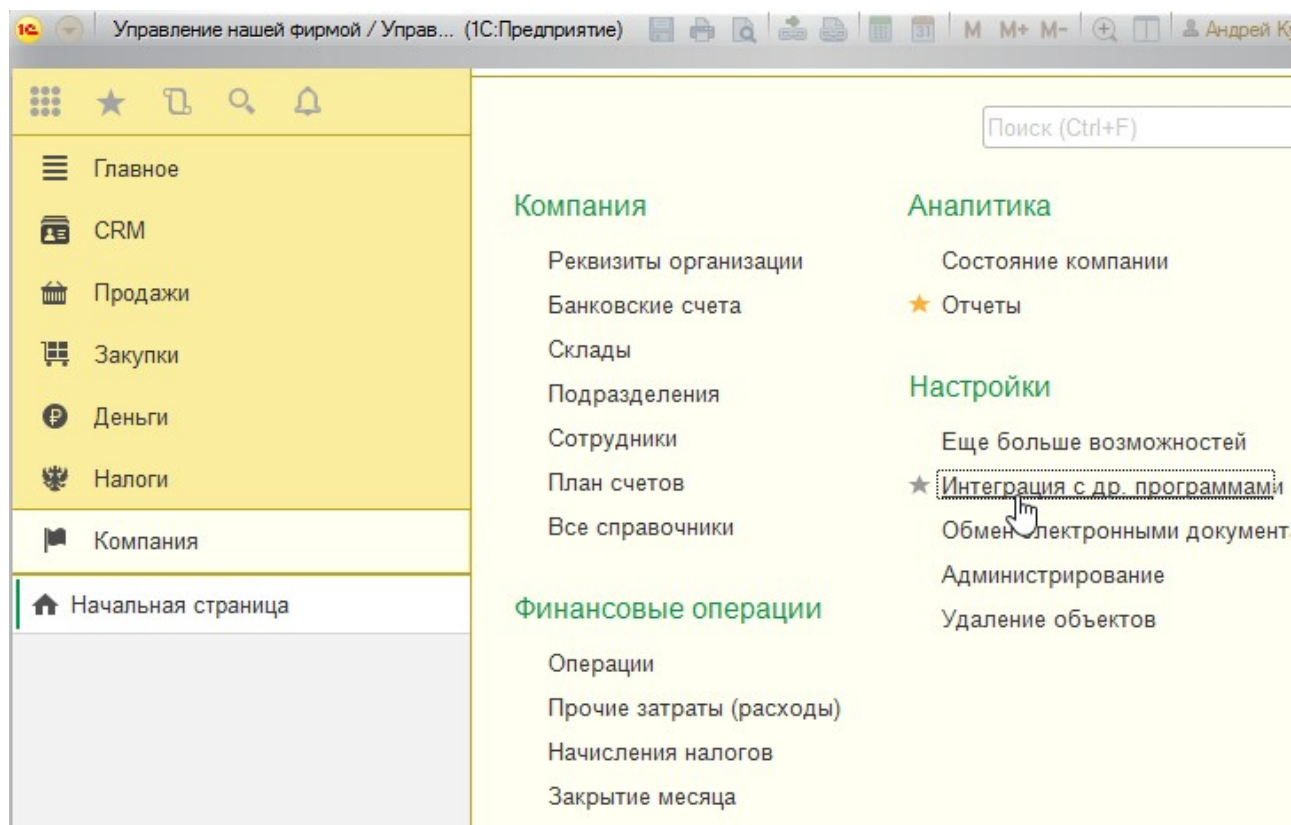 1С Управление нашей фирмой / Управ... (1С:Предприятие) 31 M M+ M- Андрей
Поиск (Ctrl+F)
Главное
CRM
Продажи
Закупки
Деньги
Налоги
Компания
Начальная страница
Компания
Реквизиты организации
Банковские счета
Склады
Подразделения
Сотрудники
План счетов
Все справочники
Финансовые операции
Операции
Прочие затраты (расходы)
Начисления налогов
Закрытие месяца
Аналитика
Состояние компании
Отчеты
Настройки
Еще больше возможностей
Интеграция с др. программами
Обмен электронными
Администрирование
Удаление объектов